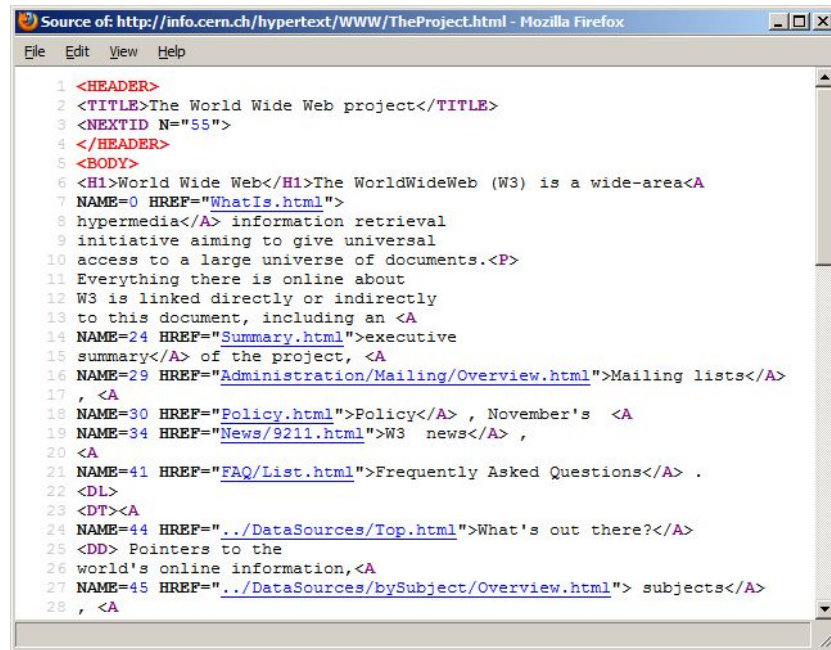 Source of: http://info.cern.ch/hypertext/WWW/TheProject.html - Mozilla Firefox
File Edit View Help
1 <HEADER>
2 <TITLE>The World Wide Web project</TITLE>
3 <NEXTID N="55">
4 </HEADER>
5 <BODY>
6 <H1>World Wide Web</H1>The WorldWideWeb (W3) is a wide-area<A
7 NAME=0 HREF="WhatIs.html">
8 hypermedia</A> information retrieval
9 initiative aiming to give universal
10 access to a large universe of documents.<P>
11 Everything there is online about
12 W3 is linked directly or indirectly
13 to this document, including an <A
14 NAME=24 HREF="Summary.html">executive
15 summary</A> of the project, <A
16 NAME=29 HREF="Administration/Mailing/Overview.html">Mailing lists</A>
17 , <A
18 NAME=30 HREF="Policy.html">Policy</A> , November's  <A
19 NAME=34 HREF="News/9211.html">W3  news</A> ,
20 <A
21 NAME=41 HREF="FAQ/List.html">Frequently Asked Questions</A> .
22 <DL>
23 <DT><A
24 NAME=44 HREF="../DataSources/Top.html">What's out there?</A>
25 <DD> Pointers to the
26 world's online information,<A
27 NAME=45 HREF="../DataSources/bySubject/Overview.html"> subjects</A>
28 , <A